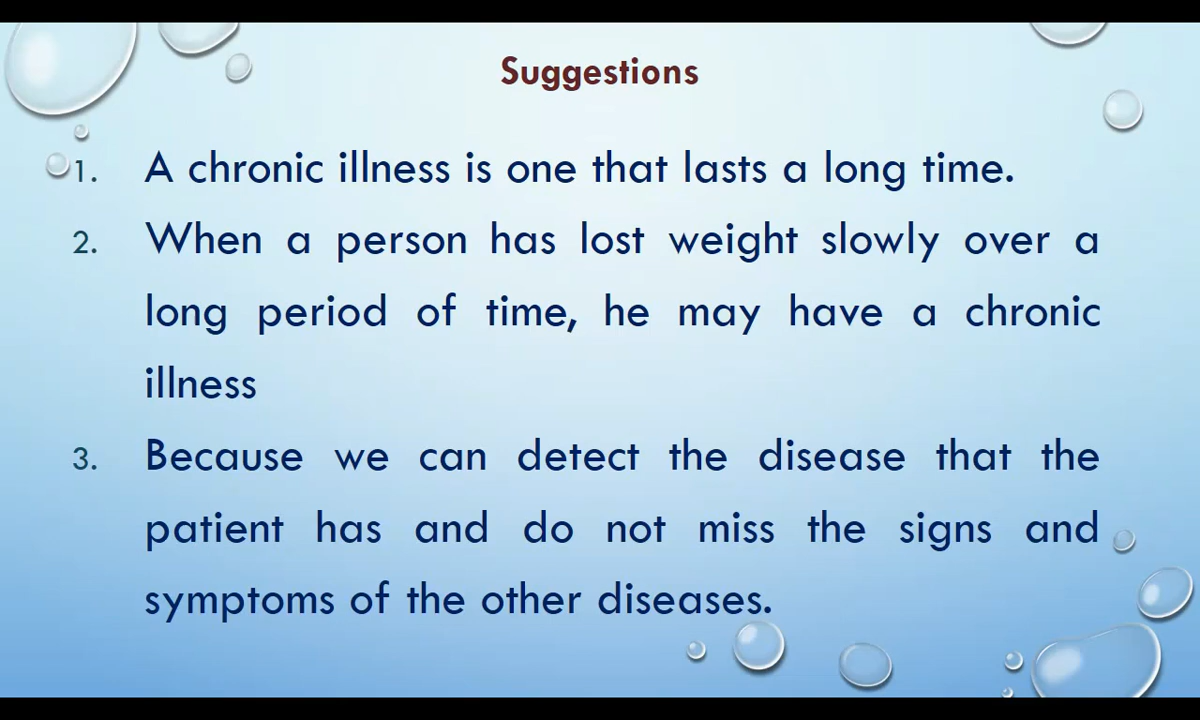 Suggestions
1. A chronic illness is one that lasts a long time.
2. When a person has lost weight slowly over a
long period of time, he may have a chronic
illness
3. Because we can detect the disease that the
patient has and do not miss the signs and
symptoms of the other diseases.